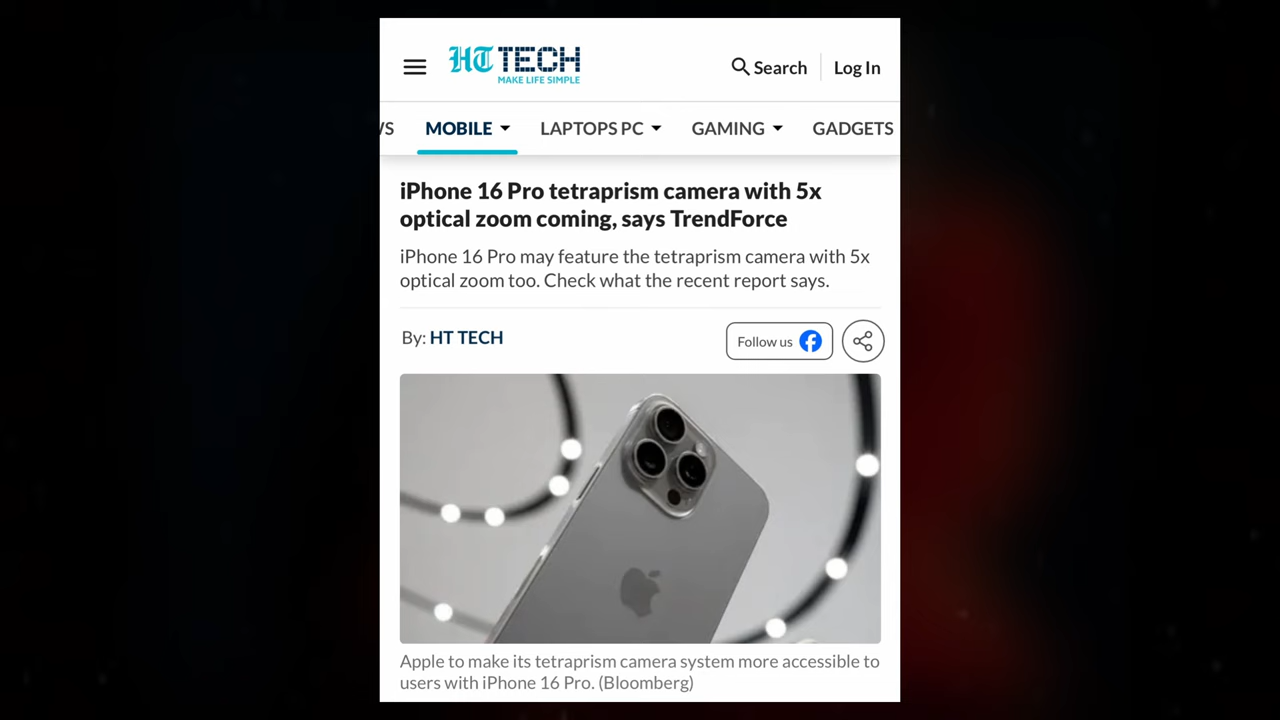 HT TECH
MAKE LIFE SIMPLE
Search
Log In
WS
MOBILE
LAPTOPS PC
GAMING
GADGETS
iPhone 16 Pro tetraprism camera with 5x
optical zoom coming, says TrendForce
iPhone 16 Pro may feature the tetraprism camera with 5x
optical zoom too. Check what the recent report says.
By: HT TECH
Follow us
Apple to make its tetraprism camera system more accessible to
users with iPhone 16 Pro. (Bloomberg)